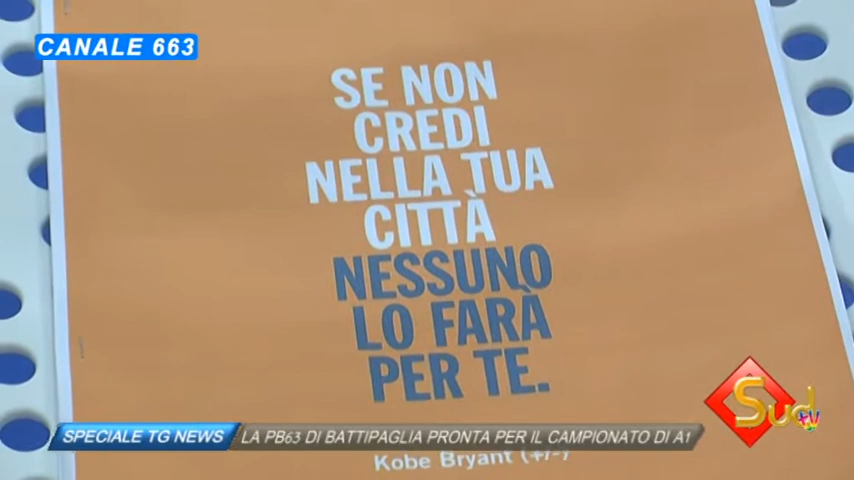 CANALE 663
SE NON
CREDI
NELLA TUA
CITTÀ
NESSUNO
LO FARÀ
PER TE.
Sud
tv
SPECIALE TG NEWS LA PB63 DI BATTIPAGLIA PRONTA PER IL CAMPIONATO DI A1
Kobe Bryant (+/-)